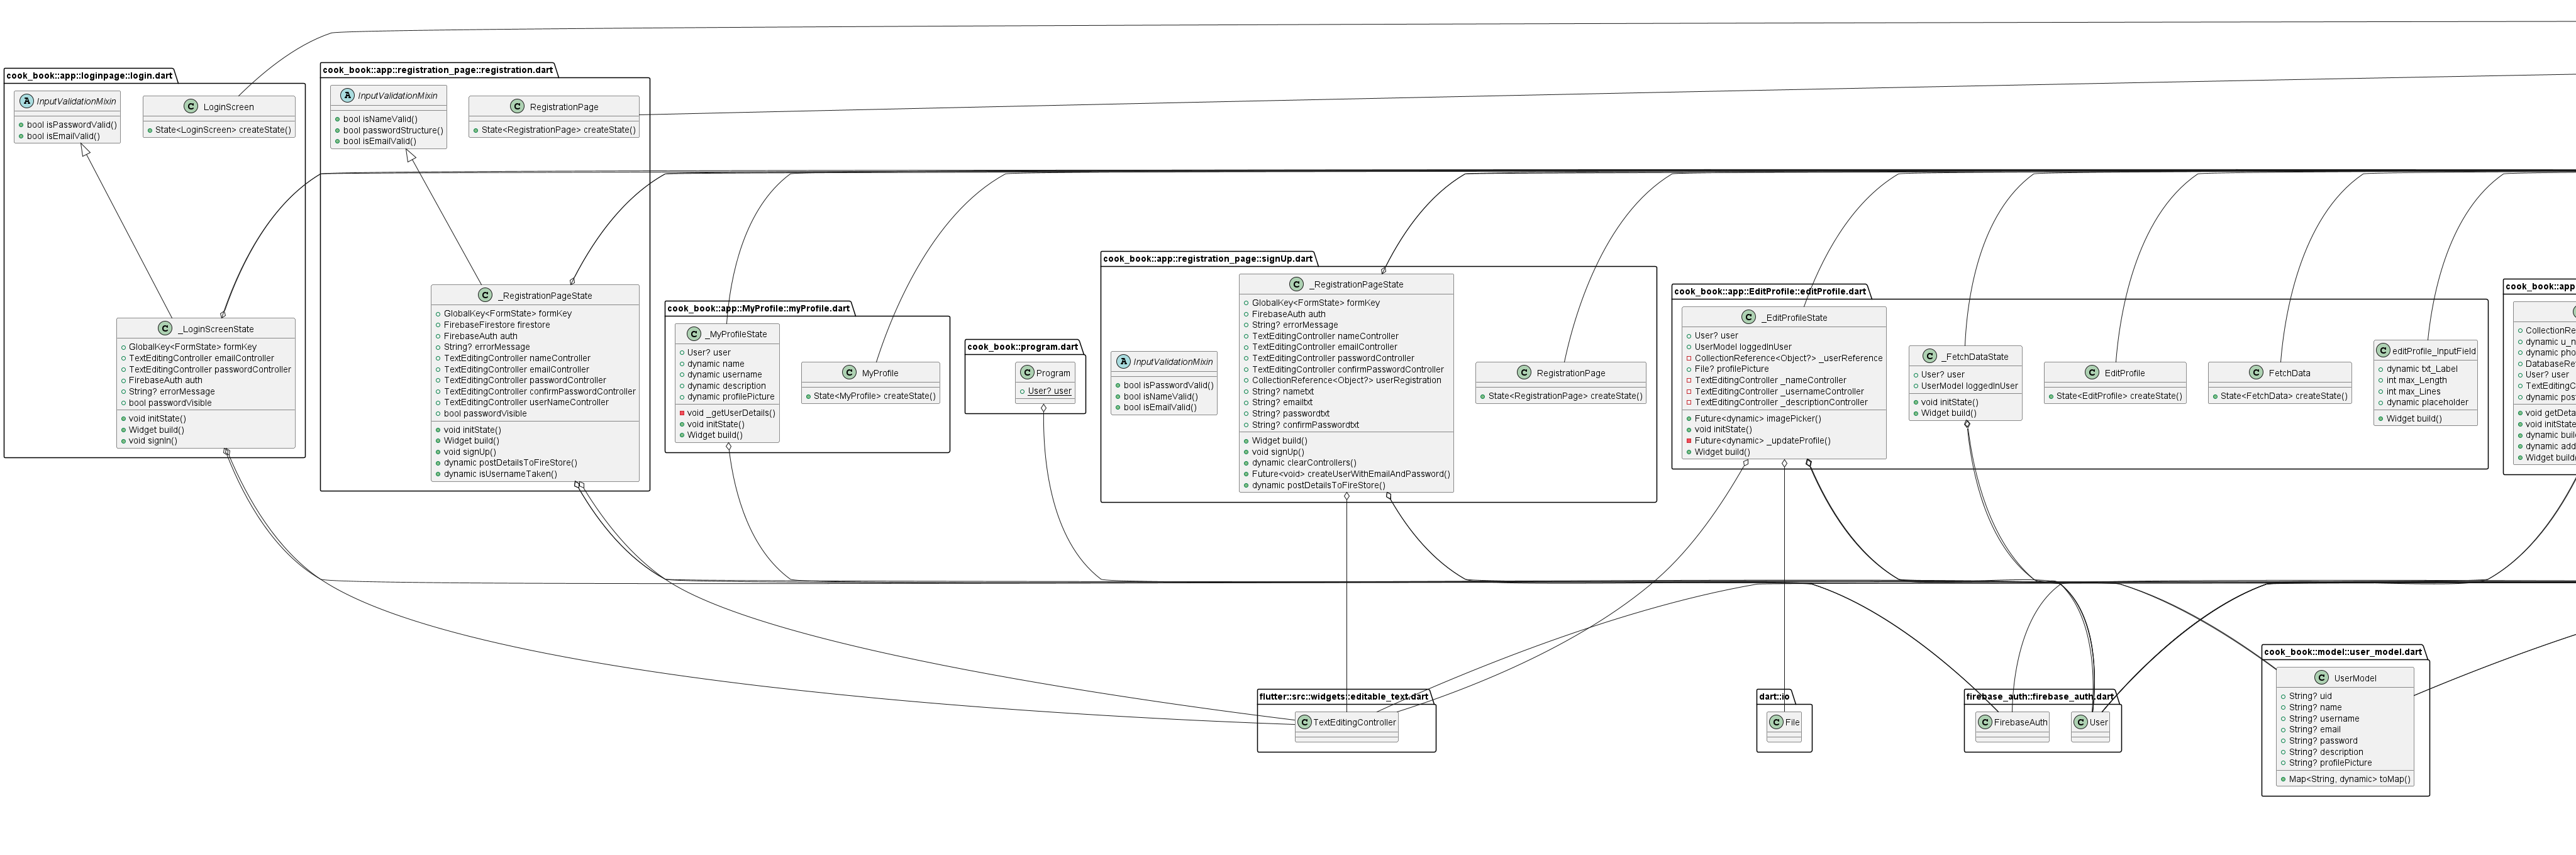 cook_book::app::loginpage::login.dart
A InputValidationMixin
bool isPasswordValid()
bool isEmailValid()
C LoginScreen
State<LoginScreen> createState()
C _LoginScreenState
GlobalKey<FormState> formKey
TextEditingController emailController
TextEditingController passwordController
FirebaseAuth auth
String? errorMessage
bool passwordVisible
void initState()
Widget build()
void signIn()
cook_book::app::registration_page::registration.dart
A InputValidationMixin
bool isNameValid()
bool passwordStructure()
bool isEmailValid()
C RegistrationPage
State<RegistrationPage> createState()
C _RegistrationPageState
GlobalKey<FormState> formKey
FirebaseFirestore firestore
FirebaseAuth auth
String? errorMessage
TextEditingController nameController
TextEditingController emailController
TextEditingController passwordController
TextEditingController confirmPasswordController
TextEditingController userNameController
bool passwordVisible
void initState()
Widget build()
void signUp()
dynamic postDetailsToFireStore()
dynamic isUsernameTaken()
cook_book::app::MyProfile::myProfile.dart
C _MyProfileState
User? user
dynamic name
dynamic username
dynamic description
dynamic profilePicture
void _getUserDetails()
void initState()
Widget build()
C MyProfile
State<MyProfile> createState()
cook_book::program.dart
C Program
User? user
cook_book::app::registration_page::signUp.dart
A InputValidationMixin
bool isPasswordValid()
bool isNameValid()
bool isEmailValid()
C _RegistrationPageState
GlobalKey<FormState> formKey
FirebaseAuth auth
String? errorMessage
TextEditingController nameController
TextEditingController emailController
TextEditingController passwordController
TextEditingController confirmPasswordController
CollectionReference<Object?> userRegistration
String? nametxt
String? emailtxt
String? passwordtxt
String? confirmPasswordtxt
Widget build()
void signUp()
dynamic clearControllers()
Future<void> createUserWithEmailAndPassword()
dynamic postDetailsToFireStore()
C RegistrationPage
State<RegistrationPage> createState()
cook_book::app::EditProfile::editProfile.dart
C _EditProfileState
User? user
UserModel loggedInUser
CollectionReference<Object?> _userReference
File? profilePicture
TextEditingController _nameController
TextEditingController _usernameController
TextEditingController _descriptionController
Future<dynamic> imagePicker()
void initState()
Future<dynamic> _updateProfile()
Widget build()
C _FetchDataState
User? user
UserModel loggedInUser
void initState()
Widget build()
C EditProfile
State<EditProfile> createState()
C FetchData
State<FetchData> createState()
C editProfile_InputField
dynamic txt_Label
int max_Length
int max_Lines
dynamic placeholder
Widget build()
cook_book::app
CollectionRe
dynamic u_n
dynamic pho
DatabaseRe
User? user
TextEditingC
dynamic pos
void getDeta
void initState
dynamic buil
dynamic add
Widget build
flutter::src::widgets::editable_text.dart
C TextEditingController
dart::io
C File
firebase_auth::firebase_auth.dart
C FirebaseAuth
C User
cook_book::model::user_model.dart
C UserModel
String? uid
String? name
String? username
String? email
String? password
String? description
String? profilePicture
Map<String, dynamic> toMap()